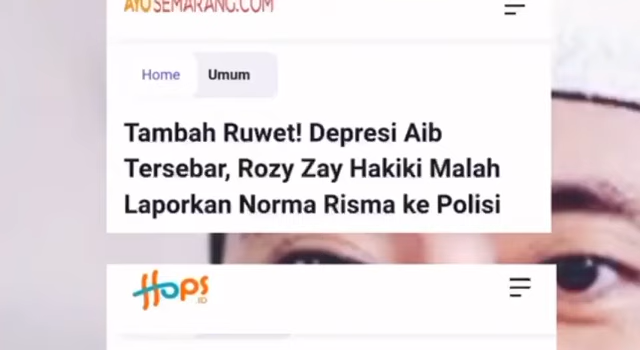 AYOSEMARANG.COM
Home Umum
Tambah Ruwet! Depresi Aib
Tersebar, Rozy Zay Hakiki Malah
Laporkan Norma Risma ke Polisi
Hops
ID